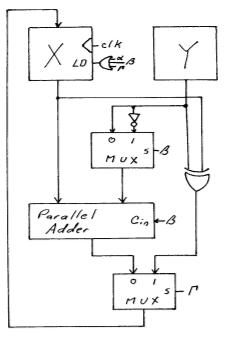 X
clk
LD
α
β
Γ
Y
0 1
S β
MUX
Parallel
Adder
Cin β
0 1
S Γ
MUX